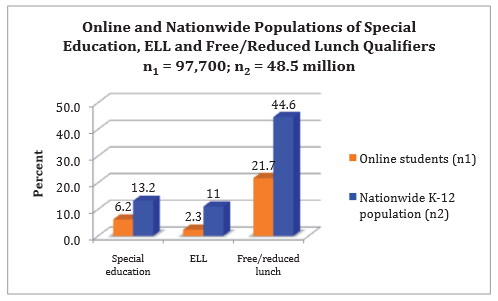 Online and Nationwide Populations of Special
Education, ELL and Free/Reduced Lunch Qualifiers
n1 = 97,700; n2 = 48.5 million
Percent
50.0
40.0
30.0
20.0
10.0
0.0
6.2
13.2
2.3
11
21.7
44.6
Special
education
ELL
Free/reduced
lunch
Online students (n1)
Nationwide K-12
population (n2)